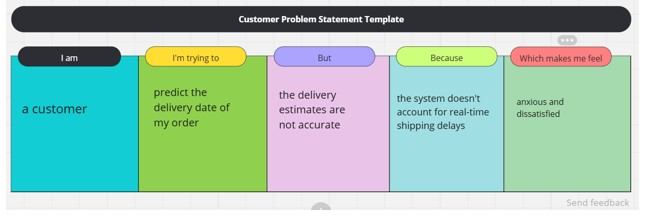 Customer Problem Statement Template
I am
I'm trying to
But
Because
Which makes me feel
a customer
predict the
delivery date of
my order
the delivery
estimates are
not accurate
the system doesn't
account for real-time
shipping delays
anxious and
dissatisfied
Send feedback